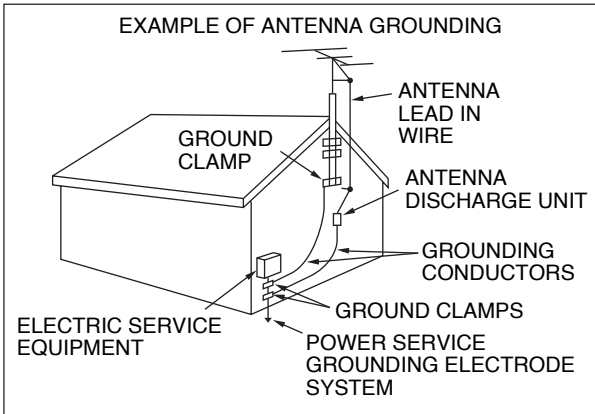 EXAMPLE OF ANTENNA GROUNDING
ANTENNA
LEAD IN
WIRE
GROUND
CLAMP
ANTENNA
DISCHARGE UNIT
GROUNDING
CONDUCTORS
GROUND CLAMPS
ELECTRIC SERVICE
EQUIPMENT
POWER SERVICE
GROUNDING ELECTRODE
SYSTEM